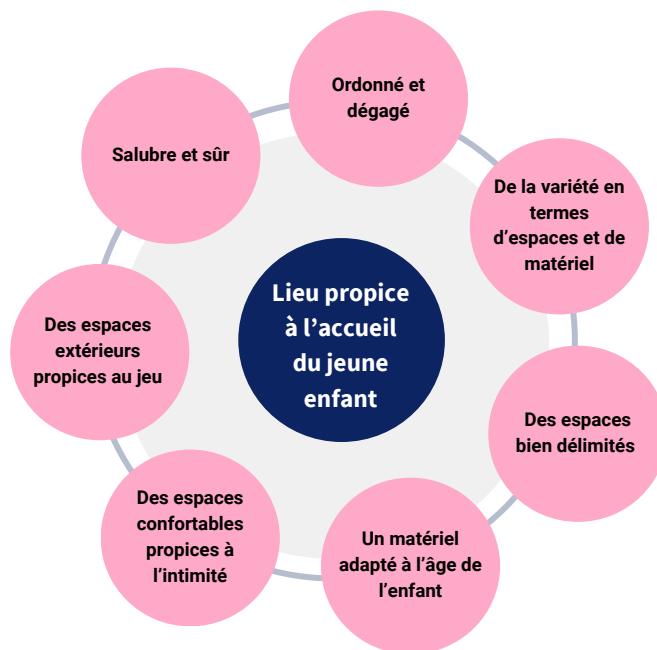 Ordonné et
dégagé
Salubre et sûr
De la variété en
termes
d'espaces et de
matériel
Lieu propice
à l'accueil
du jeune
enfant
Des espaces
extérieurs
propices au jeu
Des espaces
bien délimités
Des espaces
confortables
propices à
l'intimité
Un matériel
adapté à l'âge de
l'enfant